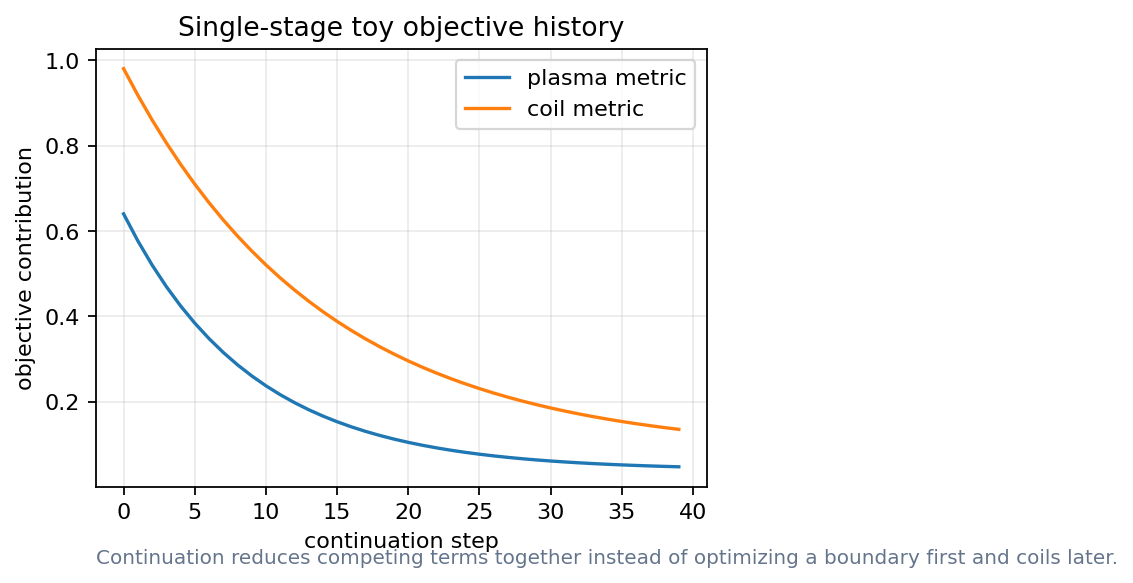 Single-stage toy objective history
plasma metric
coil metric
objective contribution
1.0
0.8
0.6
0.4
0.2
0 5 10 15 20 25 30 35 40
continuation step
Continuation reduces competing terms together instead of optimizing a boundary first and coils later.